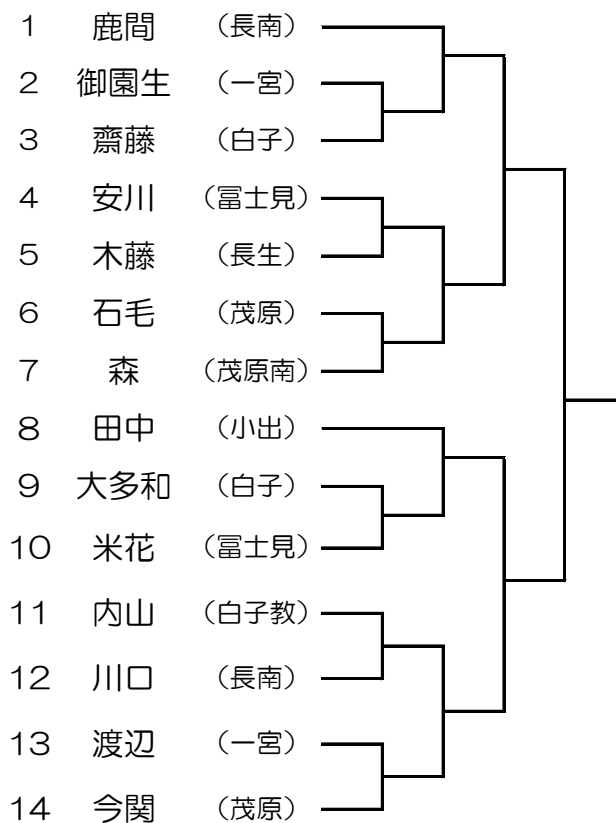 1 鹿間 （長南）
2 御園生 （一宮）
3 齋藤 （白子）
4 安川 （冨士見）
5 木藤 （長生）
6 石毛 （茂原）
7 森 （茂原南）
8 田中 （小出）
9 大多和 （白子）
10 米花 （冨士見）
11 内山 （白子教）
12 川口 （長南）
13 渡辺 （一宮）
14 今関 （茂原）